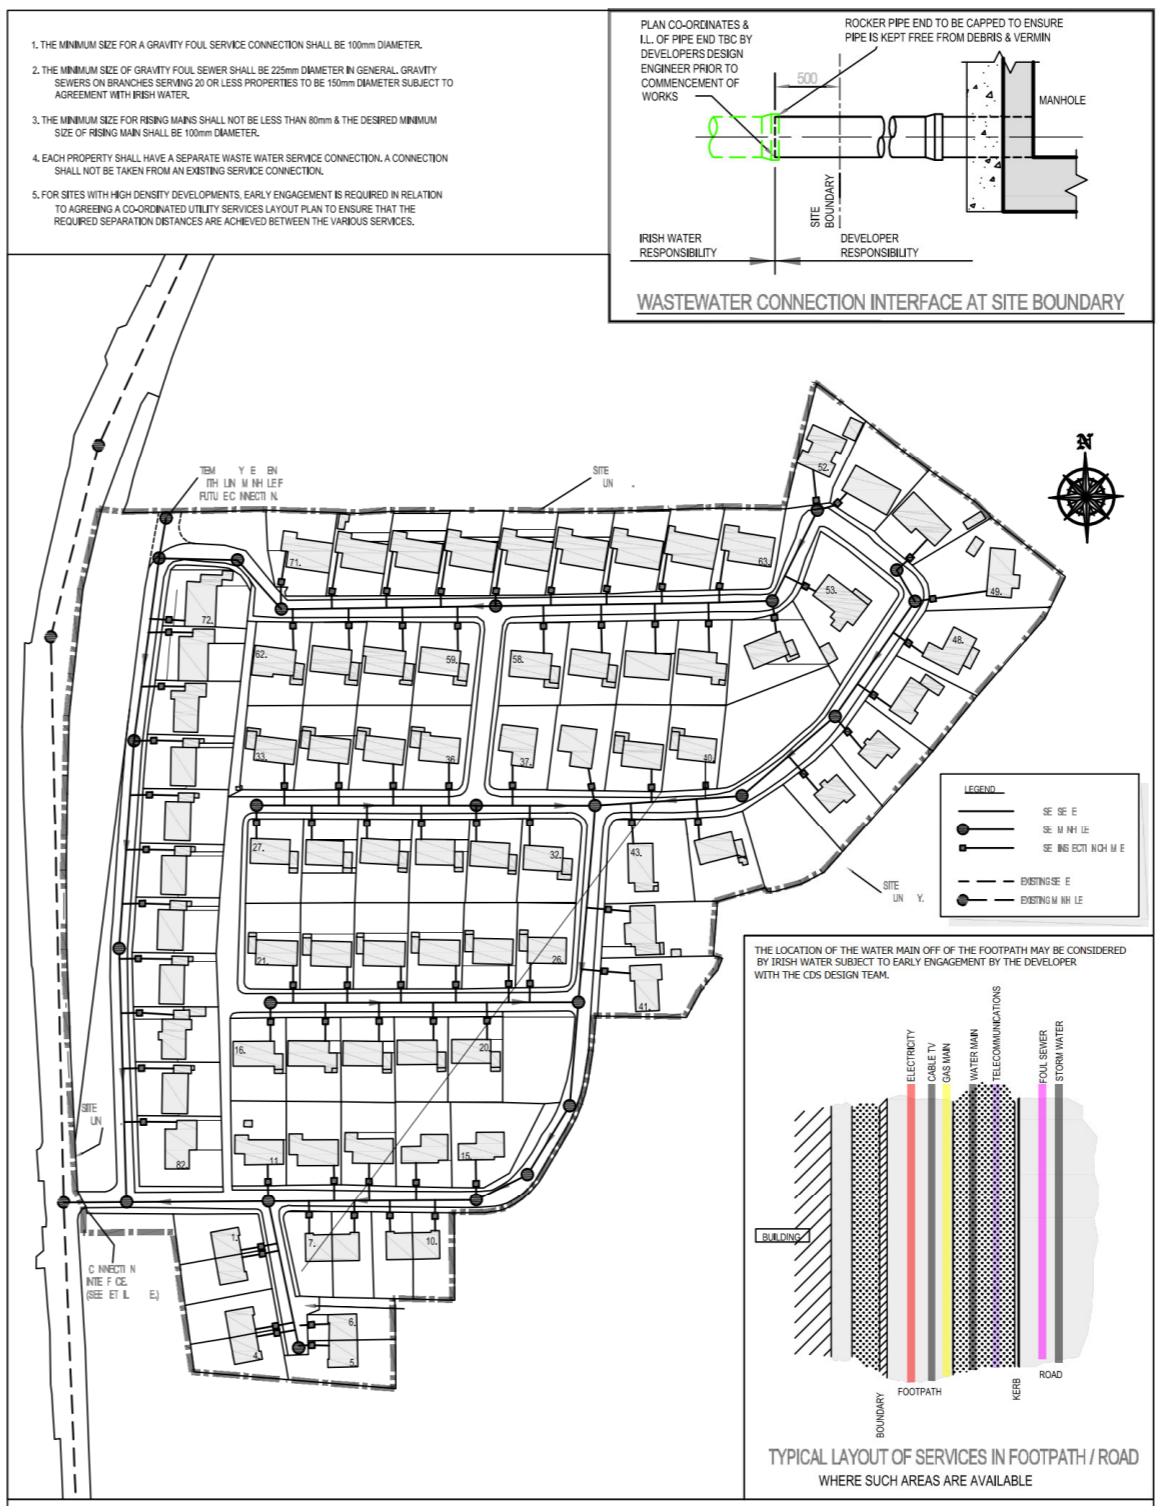 1. THE MINIMUM SIZE FOR A GRAVITY FOUL SERVICE CONNECTION SHALL BE 100mm DIAMETER.
2. THE MINIMUM SIZE OF GRAVITY FOUL SEWER SHALL BE 225mm DIAMETER IN GENERAL. GRAVITY
SEWERS ON BRANCHES SERVING 20 OR LESS PROPERTIES TO BE 150mm DIAMETER SUBJECT TO
AGREEMENT WITH IRISH WATER.
3. THE MINIMUM SIZE FOR RISING MAINS SHALL NOT BE LESS THAN 80mm & THE DESIRED MINIMUM
SIZE OF RISING MAIN SHALL BE 100mm DIAMETER.
4. EACH PROPERTY SHALL HAVE A SEPARATE WASTE WATER SERVICE CONNECTION. A CONNECTION
SHALL NOT BE TAKEN FROM AN EXISTING SERVICE CONNECTION.
5. FOR SITES WITH HIGH DENSITY DEVELOPMENTS, EARLY ENGAGEMENT IS REQUIRED IN RELATION
TO AGREEING A CO-ORDINATED UTILITY SERVICES LAYOUT PLAN TO ENSURE THAT THE
REQUIRED SEPARATION DISTANCES ARE ACHIEVED BETWEEN THE VARIOUS SERVICES.
PLAN CO-ORDINATES &
I.L. OF PIPE END TBC BY
DEVELOPERS DESIGN
ENGINEER PRIOR TO
COMMENCEMENT OF
WORKS
ROCKER PIPE END TO BE CAPPED TO ENSURE
PIPE IS KEPT FREE FROM DEBRIS & VERMIN
500
MANHOLE
SITE
BOUNDARY
IRISH WATER
RESPONSIBILITY
DEVELOPER
RESPONSIBILITY
WASTEWATER CONNECTION INTERFACE AT SITE BOUNDARY
SITE
N
52.
71.
63.
53.
49.
72.
48.
62.
59.
58.
33.
36
37.
40.
27.
32.
43.
21.
26.
41.
16.
20.
11.
15.
82.
1.
7.
10.
6.
4.
5.
SITE
SITE
LEGEND
THE LOCATION OF THE WATER MAIN OFF OF THE FOOTPATH MAY BE CONSIDERED
BY IRISH WATER SUBJECT TO EARLY ENGAGEMENT BY THE DEVELOPER
WITH THE CDS DESIGN TEAM.
ELECTRICITY
CABLE TV
GAS MAIN
WATER MAIN
TELECOMMUNICATIONS
FOUL SEWER
STORM WATER
BUILDING
BOUNDARY
FOOTPATH
KERB
ROAD
TYPICAL LAYOUT OF SERVICES IN FOOTPATH / ROAD
WHERE SUCH AREAS ARE AVAILABLE